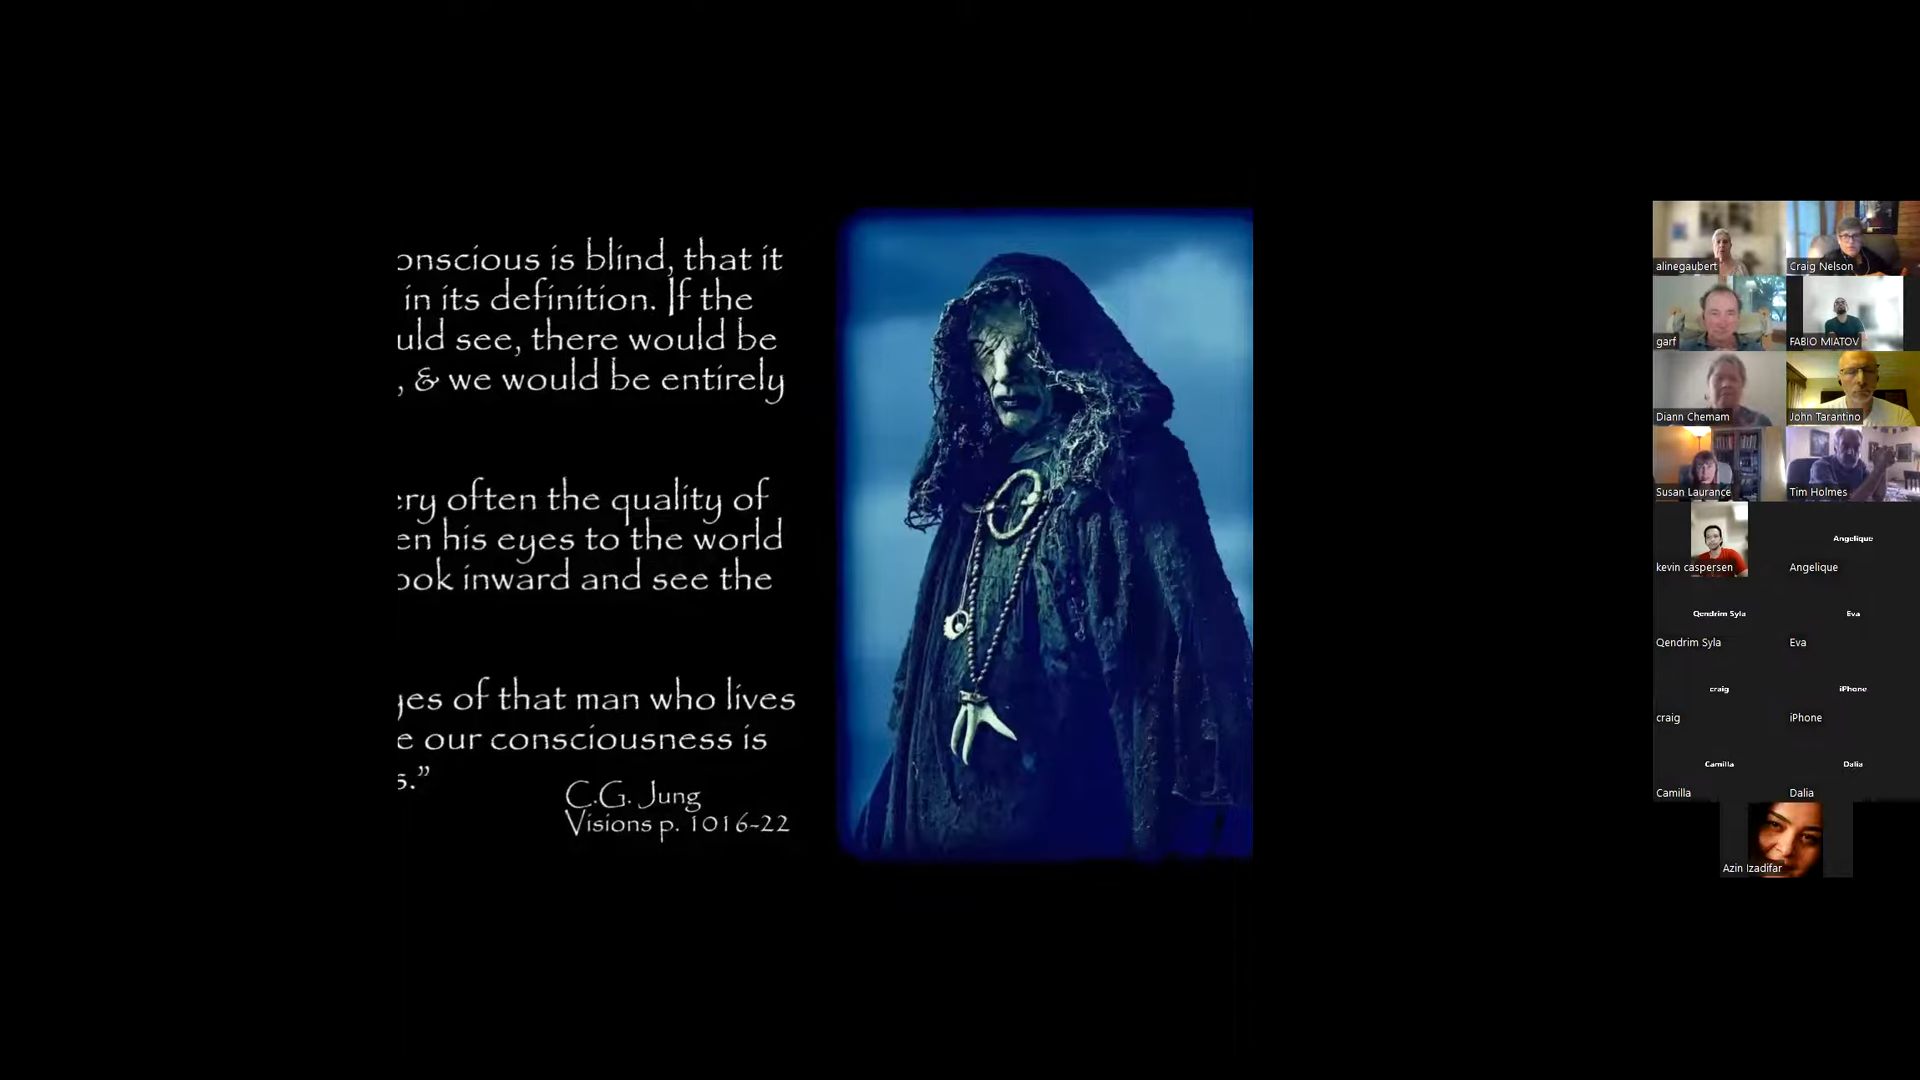 onscious is blind, that it
in its definition. If the
uld see, there would be
, & we would be entirely
ery often the quality of
en his eyes to the world
ook inward and see the
ges of that man who lives
e our consciousness is
s.”
C.G. Jung
Visions p. 1016-22
alinegaubert
Craig Nelson
garf
FABIO MIATOV
Diann Chemam
John Tarantino
Susan Laurance
Tim Holmes
kevin caspersen
Angelique
Angelique
Qendrim Syla
Eva
Qendrim Syla
Eva
craig
iPhone
craig
iPhone
Camilla
Dalia
Camilla
Dalia
Azin Izadifar